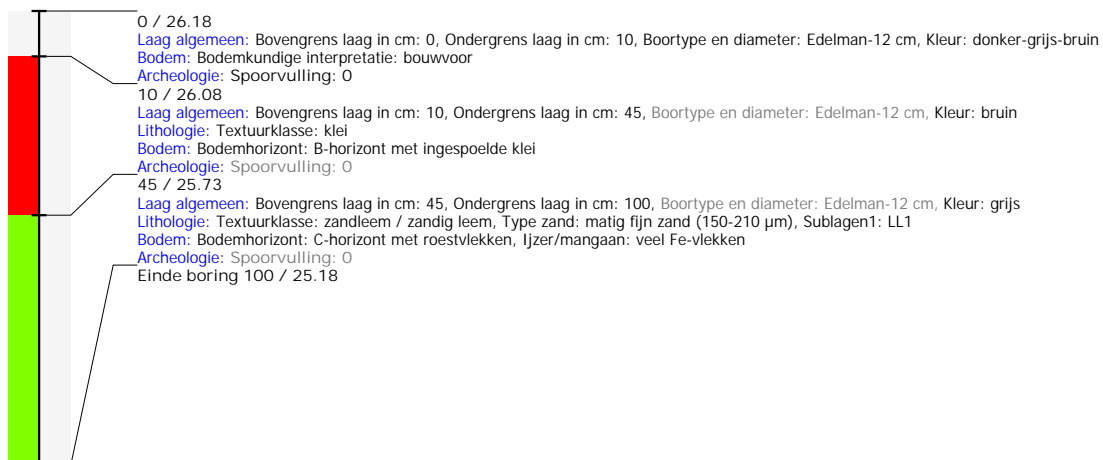 0 / 26.18
Laag algemeen: Bovengrens laag in cm: 0, Ondergrens laag in cm: 10, Boortype en diameter: Edelman-12 cm, Kleur: donker-grijs-bruin
Bodem: Bodemkundige interpretatie: bouwvoor
Archeologie: Spoorvulling: 0
10 / 26.08
Laag algemeen: Bovengrens laag in cm: 10, Ondergrens laag in cm: 45, Boortype en diameter: Edelman-12 cm, Kleur: bruin
Lithologie: Textuurklasse: klei
Bodem: Bodemhorizont: B-horizont met ingespoelde klei
Archeologie: Spoorvulling: 0
45 / 25.73
Laag algemeen: Bovengrens laag in cm: 45, Ondergrens laag in cm: 100, Boortype en diameter: Edelman-12 cm, Kleur: grijs
Lithologie: Textuurklasse: zandleem / zandig leem, Type zand: matig fijn zand (150-210 µm), Sublagen1: LL1
Bodem: Bodemhorizont: C-horizont met roestvlekken, Ijzer/mangaan: veel Fe-vlekken
Archeologie: Spoorvulling: 0
Einde boring 100 / 25.18